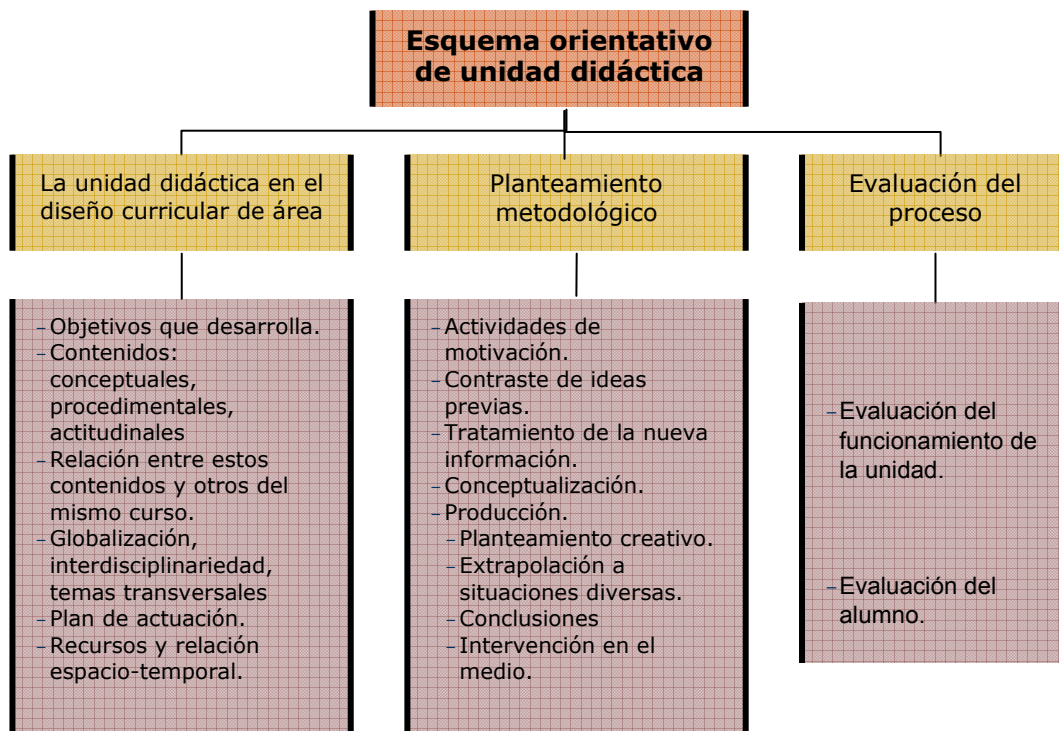 Esquema orientativo
de unidad didáctica
La unidad didáctica en el
diseño curricular de área
Planteamiento
metodológico
Evaluación del
proceso
–Objetivos que desarrolla.
–Contenidos:
conceptuales,
procedimentales,
actitudinales
–Relación entre estos
contenidos y otros del
mismo curso.
–Globalización,
interdisciplinariedad,
temas transversales
–Plan de actuación.
–Recursos y relación
espacio-temporal.
–Actividades de
motivación.
–Contraste de ideas
previas.
–Tratamiento de la nueva
información.
–Conceptualización.
–Producción.
–Planteamiento creativo.
–Extrapolación a
situaciones diversas.
–Conclusiones
–Intervención en el
medio.
–Evaluación del
funcionamiento de
la unidad.
–Evaluación del
alumno.